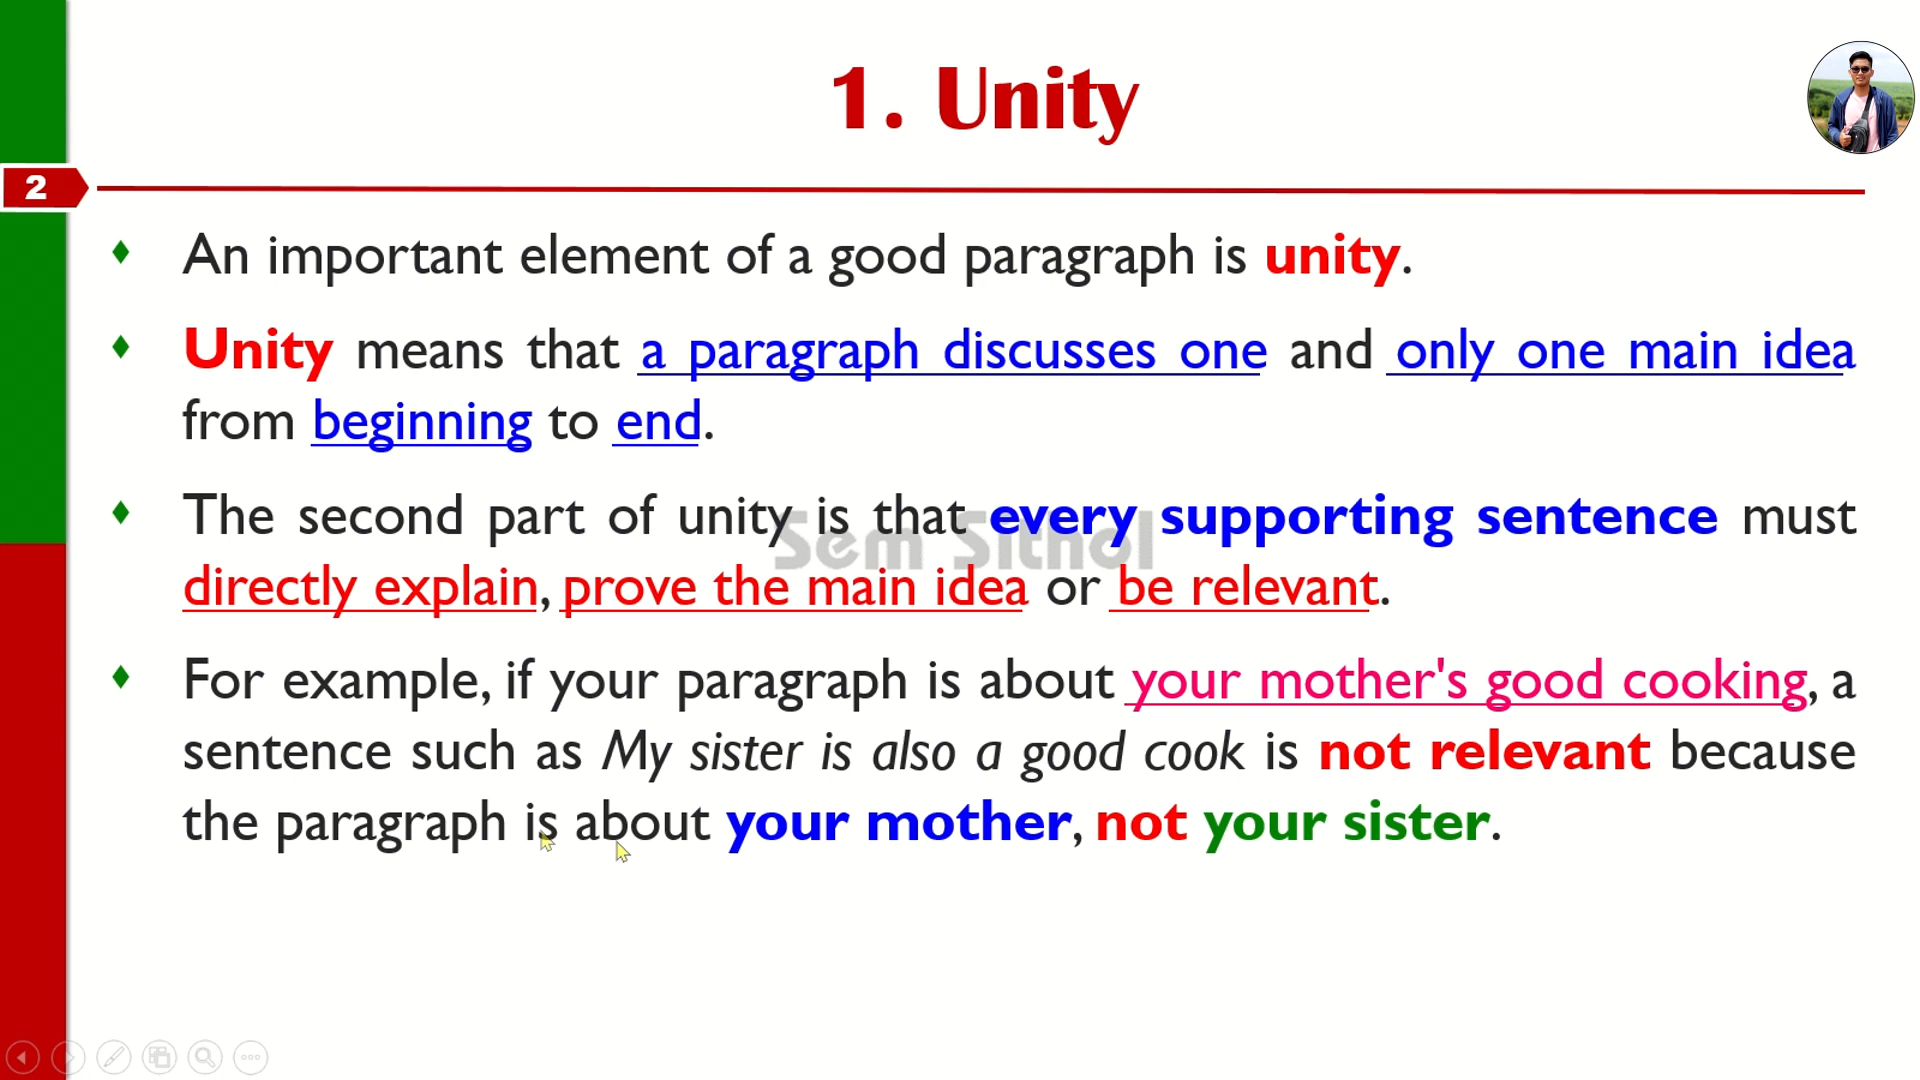 1. Unity
2
An important element of a good paragraph is unity.
Unity means that a paragraph discusses one and only one main idea
from beginning to end.
The second part of unity is that every supporting sentence must
Sem Sithol
directly explain, prove the main idea or be relevant.
For example, if your paragraph is about your mother's good cooking, a
sentence such as My sister is also a good cook is not relevant because
the paragraph is about your mother, not your sister.